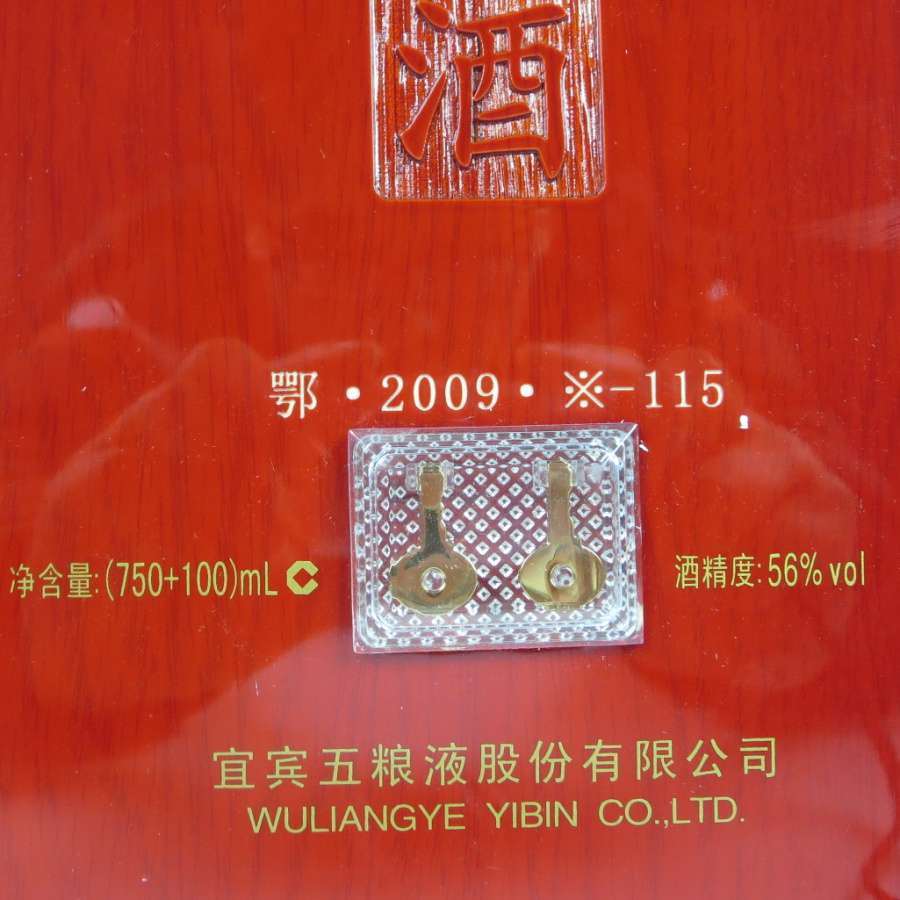 酒
鄂·2009·※-115
净含量:(750+100)mL
酒精度:56% vol
宜宾五粮液股份有限公司
WULIANGYE YIBIN CO.,LTD.